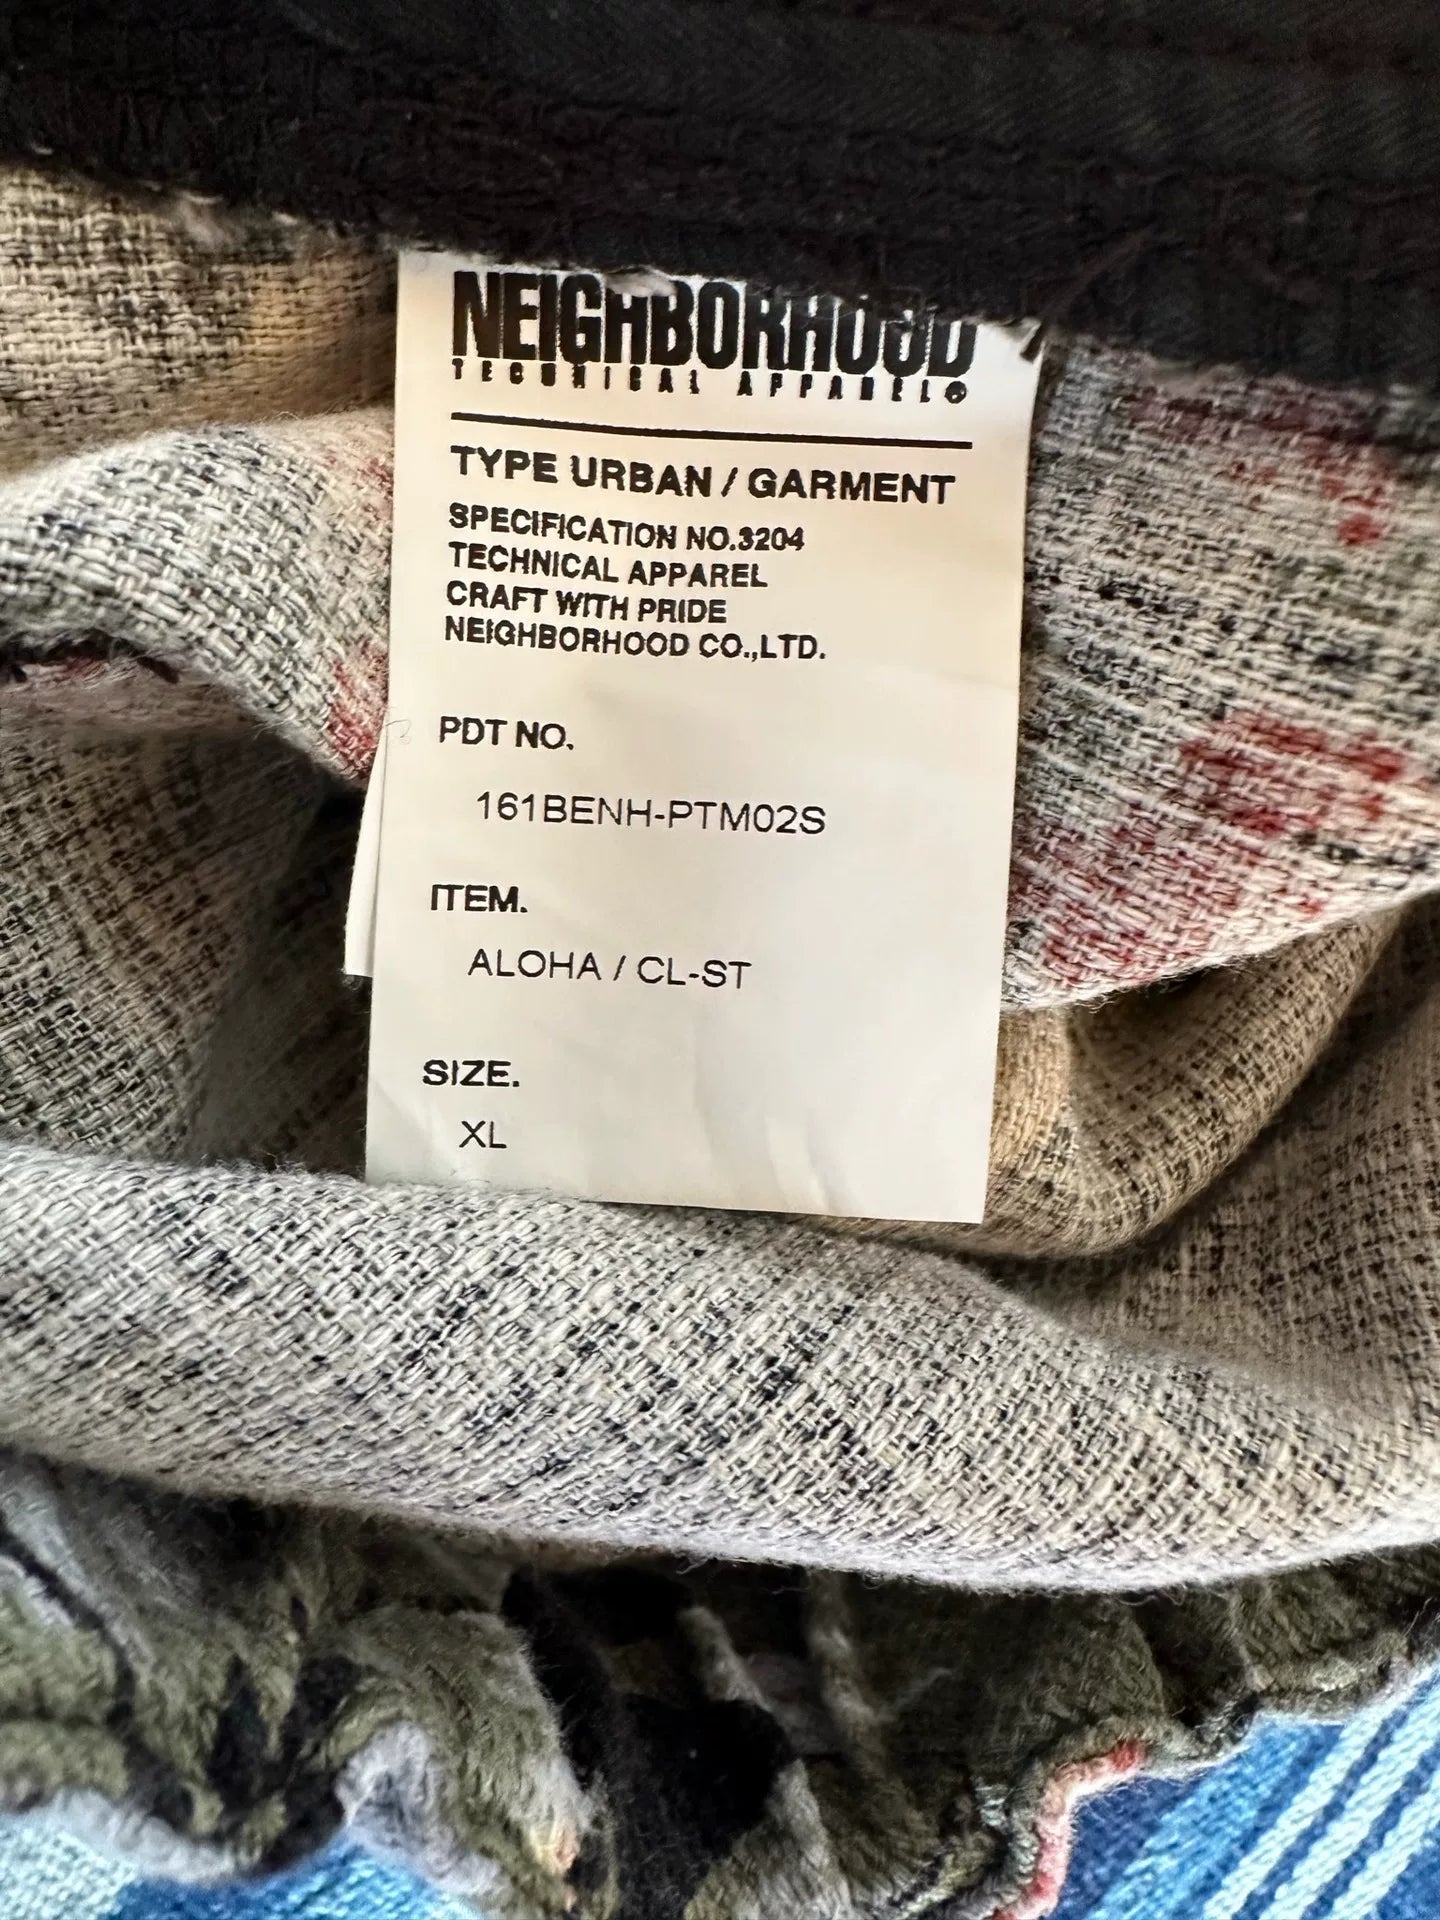 NEIGHBORHOOD
TECHNICAL APPAREL
TYPE URBAN / GARMENT
SPECIFICATION NO.3204
TECHNICAL APPAREL
CRAFT WITH PRIDE
NEIGHBORHOOD CO.,LTD.
PDT NO.
161BENH-PTM02S
ITEM.
ALOHA / CL-ST
SIZE.
XL